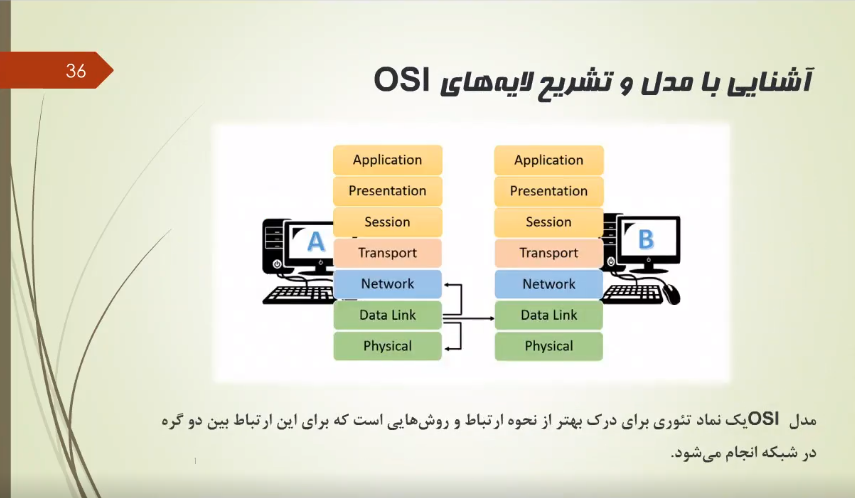 36
آشنایی با مدل و تشریح لایه‌های OSI
Application
Presentation
Session
Transport
Network
Data Link
Physical
A
Application
Presentation
Session
Transport
Network
Data Link
Physical
B
مدل OSIیک نماد تئوری برای درک بهتر از نحوه ارتباط و روش‌هایی است که برای این ارتباط بین دو گره
در شبکه انجام می‌شود.